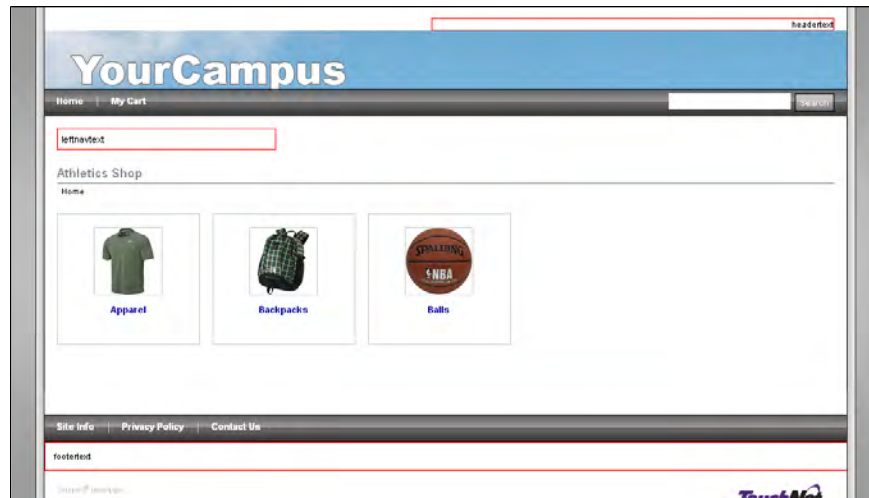 headertext
YourCampus
Home | My Cart
Search
leftnavtext
Athletics Shop
Home
SPALDING
NBA
Apparel
Backpacks
Balls
Site Info | Privacy Policy | Contact Us
footertext
TouchNet